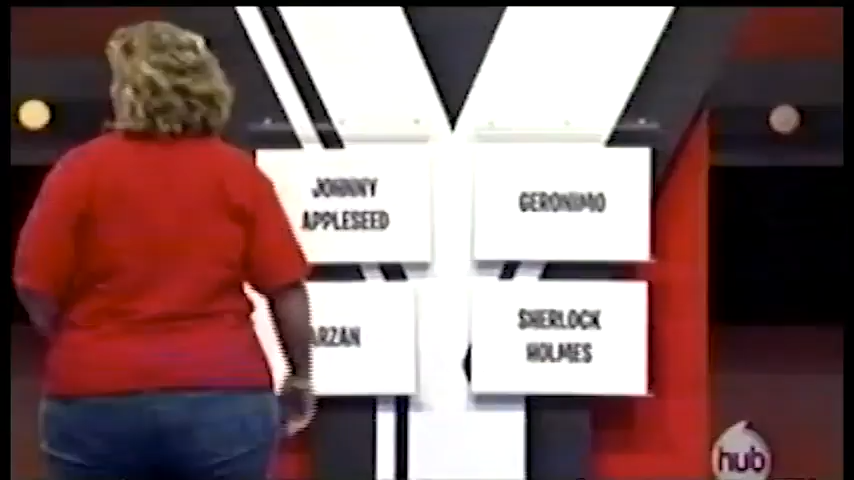 JOHNNY
APPLESEED
GERONIMO
ARZAN
SHERLOCK
HOLMES
hub